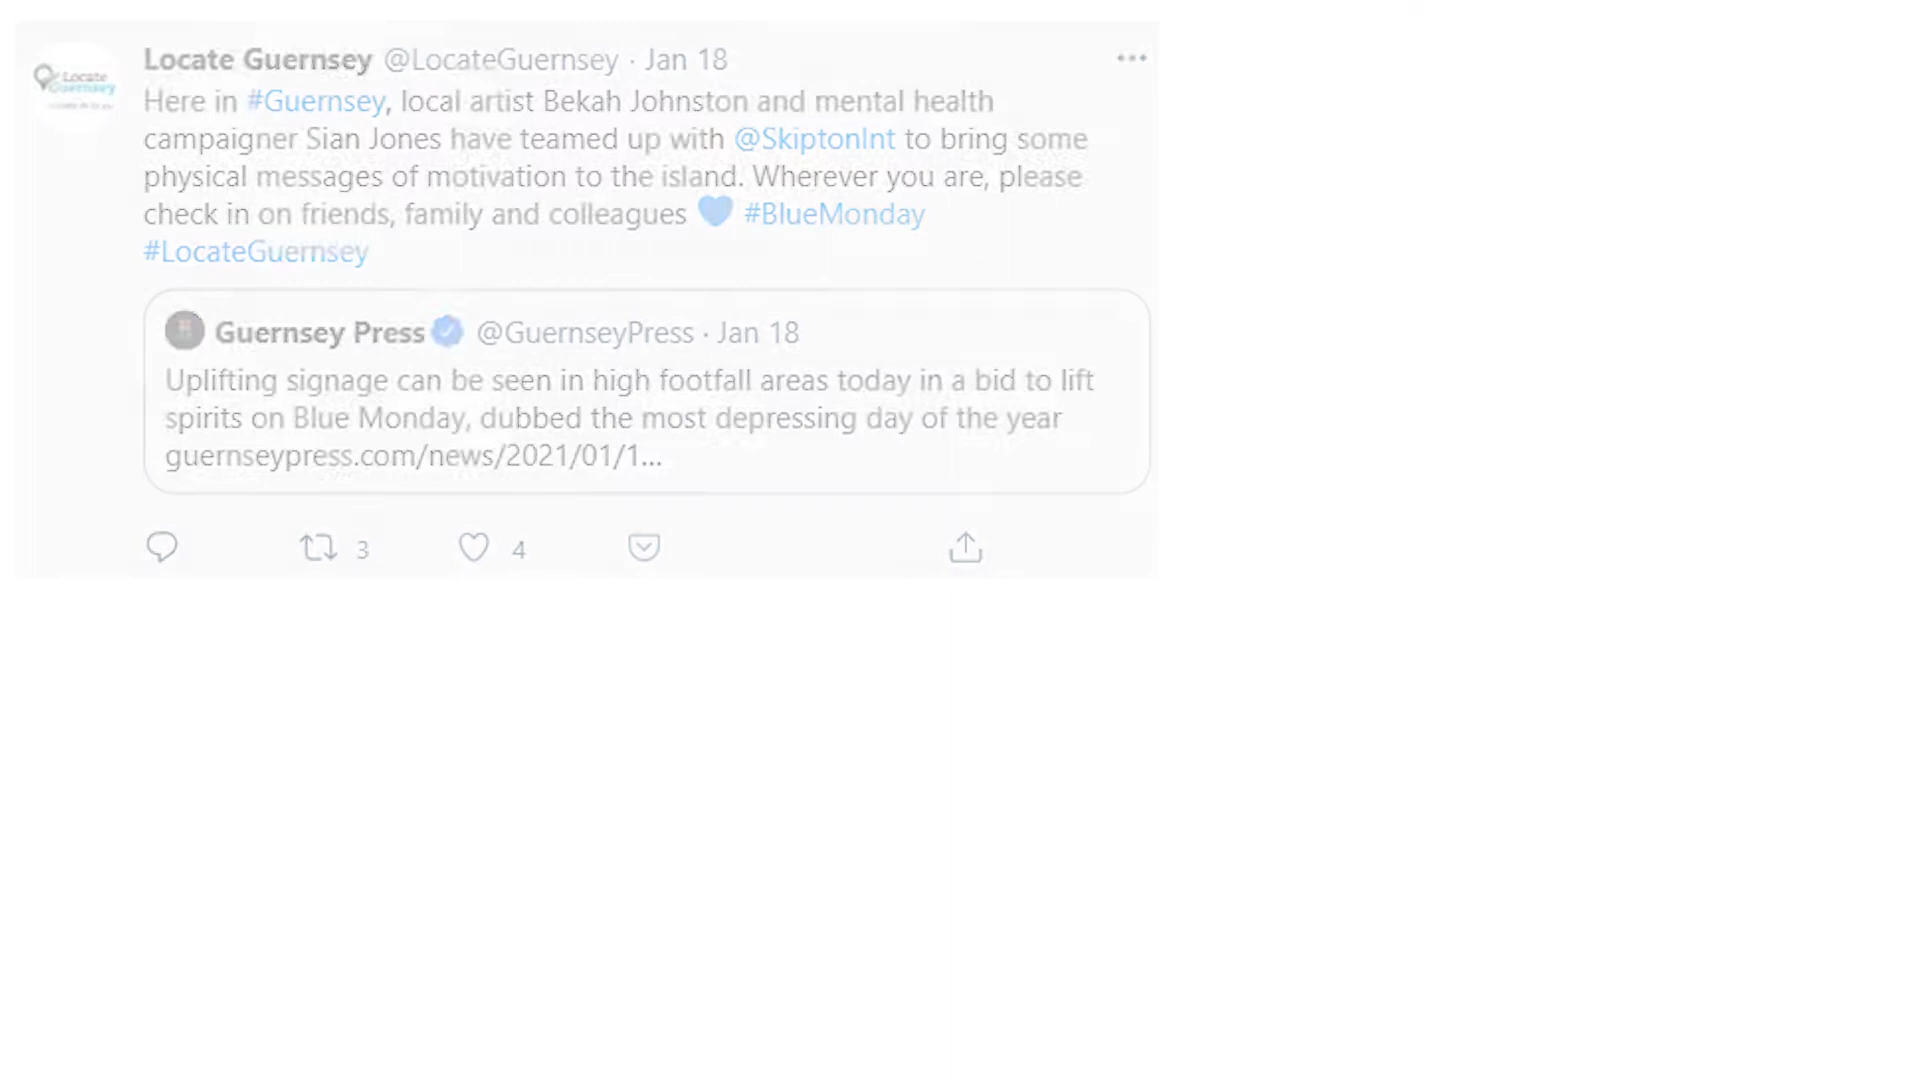 Locate Guernsey @LocateGuernsey · Jan 18
Locate
Guernsey
Here in #Guernsey, local artist Bekah Johnston and mental health
campaigner Sian Jones have teamed up with @SkiptonInt to bring some
physical messages of motivation to the island. Wherever you are, please
check in on friends, family and colleagues 💙 #BlueMonday
#LocateGuernsey
Guernsey Press @GuernseyPress · Jan 18
Uplifting signage can be seen in high footfall areas today in a bid to lift
spirits on Blue Monday, dubbed the most depressing day of the year
guernseypress.com/news/2021/01/1...
3 4